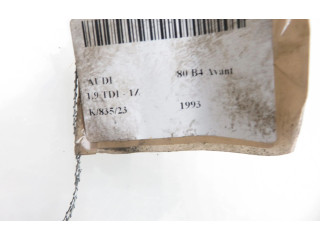 AUDI 80 B4 Avant
1,9 TDI - 1Z
K/835/23 1993